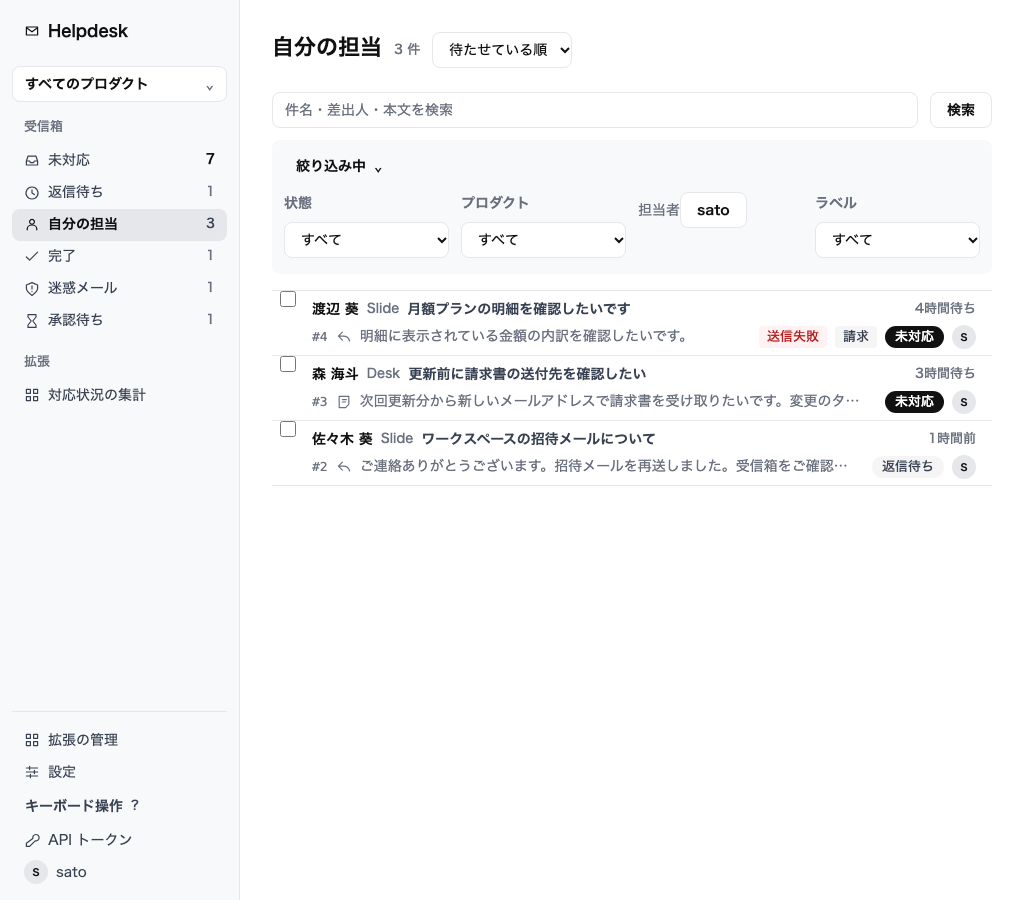 Helpdesk
すべてのプロダクト
受信箱
未対応 7
返信待ち 1
自分の担当 3
完了 1
迷惑メール 1
承認待ち 1
拡張
対応状況の集計
拡張の管理
設定
キーボード操作 ?
API トークン
S sato
自分の担当 3 件 待たせている順
件名・差出人・本文を検索 検索
絞り込み中
状態 プロダクト 担当者 sato ラベル
すべて すべて すべて
渡辺 葵 Slide 月額プランの明細を確認したいです 4時間待ち
#4 明細に表示されている金額の内訳を確認したいです。 送信失敗 請求 未対応 S
森 海斗 Desk 更新前に請求書の送付先を確認したい 3時間待ち
#3 次回更新分から新しいメールアドレスで請求書を受け取りたいです。変更のタ… 未対応 S
佐々木 葵 Slide ワークスペースの招待メールについて 1時間前
#2 ご連絡ありがとうございます。招待メールを再送しました。受信箱をご確認… 返信待ち S